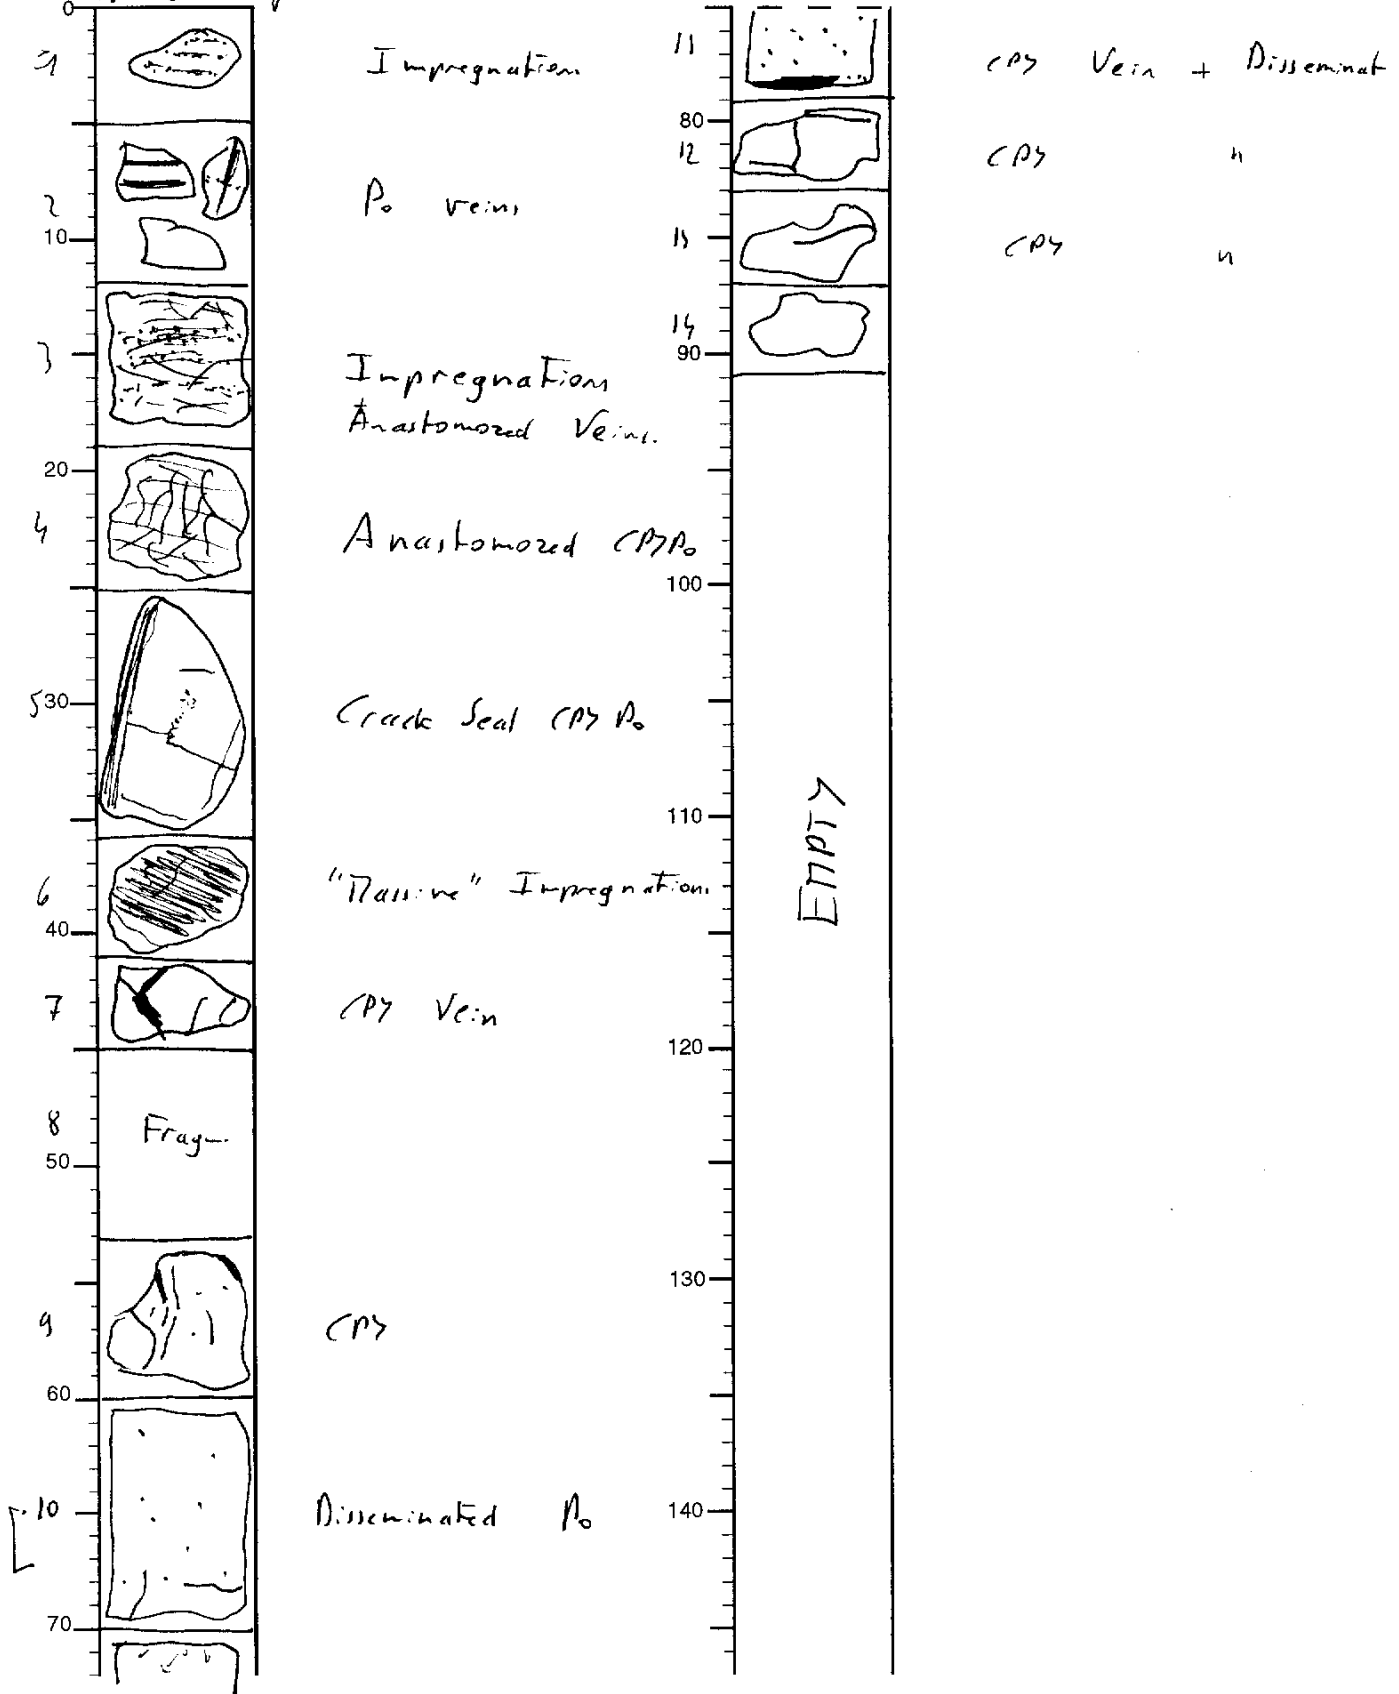 0
1
Impregnation
2
Po veins
10
3
Impregnation
+
Anastomozed Veins.
20
4
Anastomozed CPY Po
5
30
Crack Seal CPY Po
6
"Massive" Impregnation
40
7
CPY Vein
8
Frag
50
9
CPY
60
10
Disseminated Po
70
11
CPY Vein + Disseminat
80
12
CPY "
13
CPY "
14
90
100
EMPTY
110
120
130
140